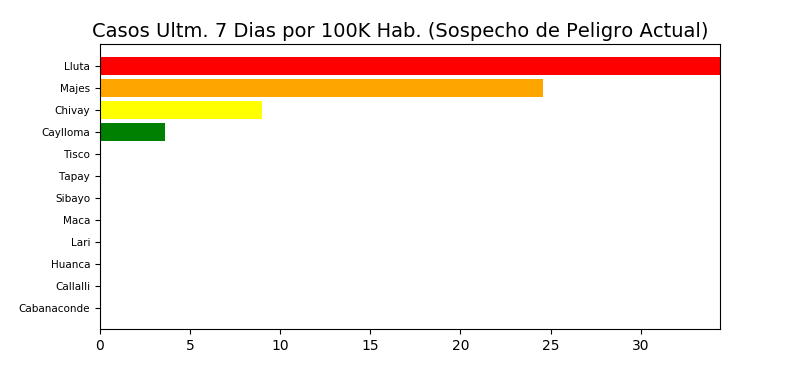 Casos Ultm. 7 Dias por 100K Hab. (Sospecho de Peligro Actual)
Lluta
Majes
Chivay
Caylloma
Tisco
Tapay
Sibayo
Maca
Lari
Huanca
Callalli
Cabanaconde
0 5 10 15 20 25 30